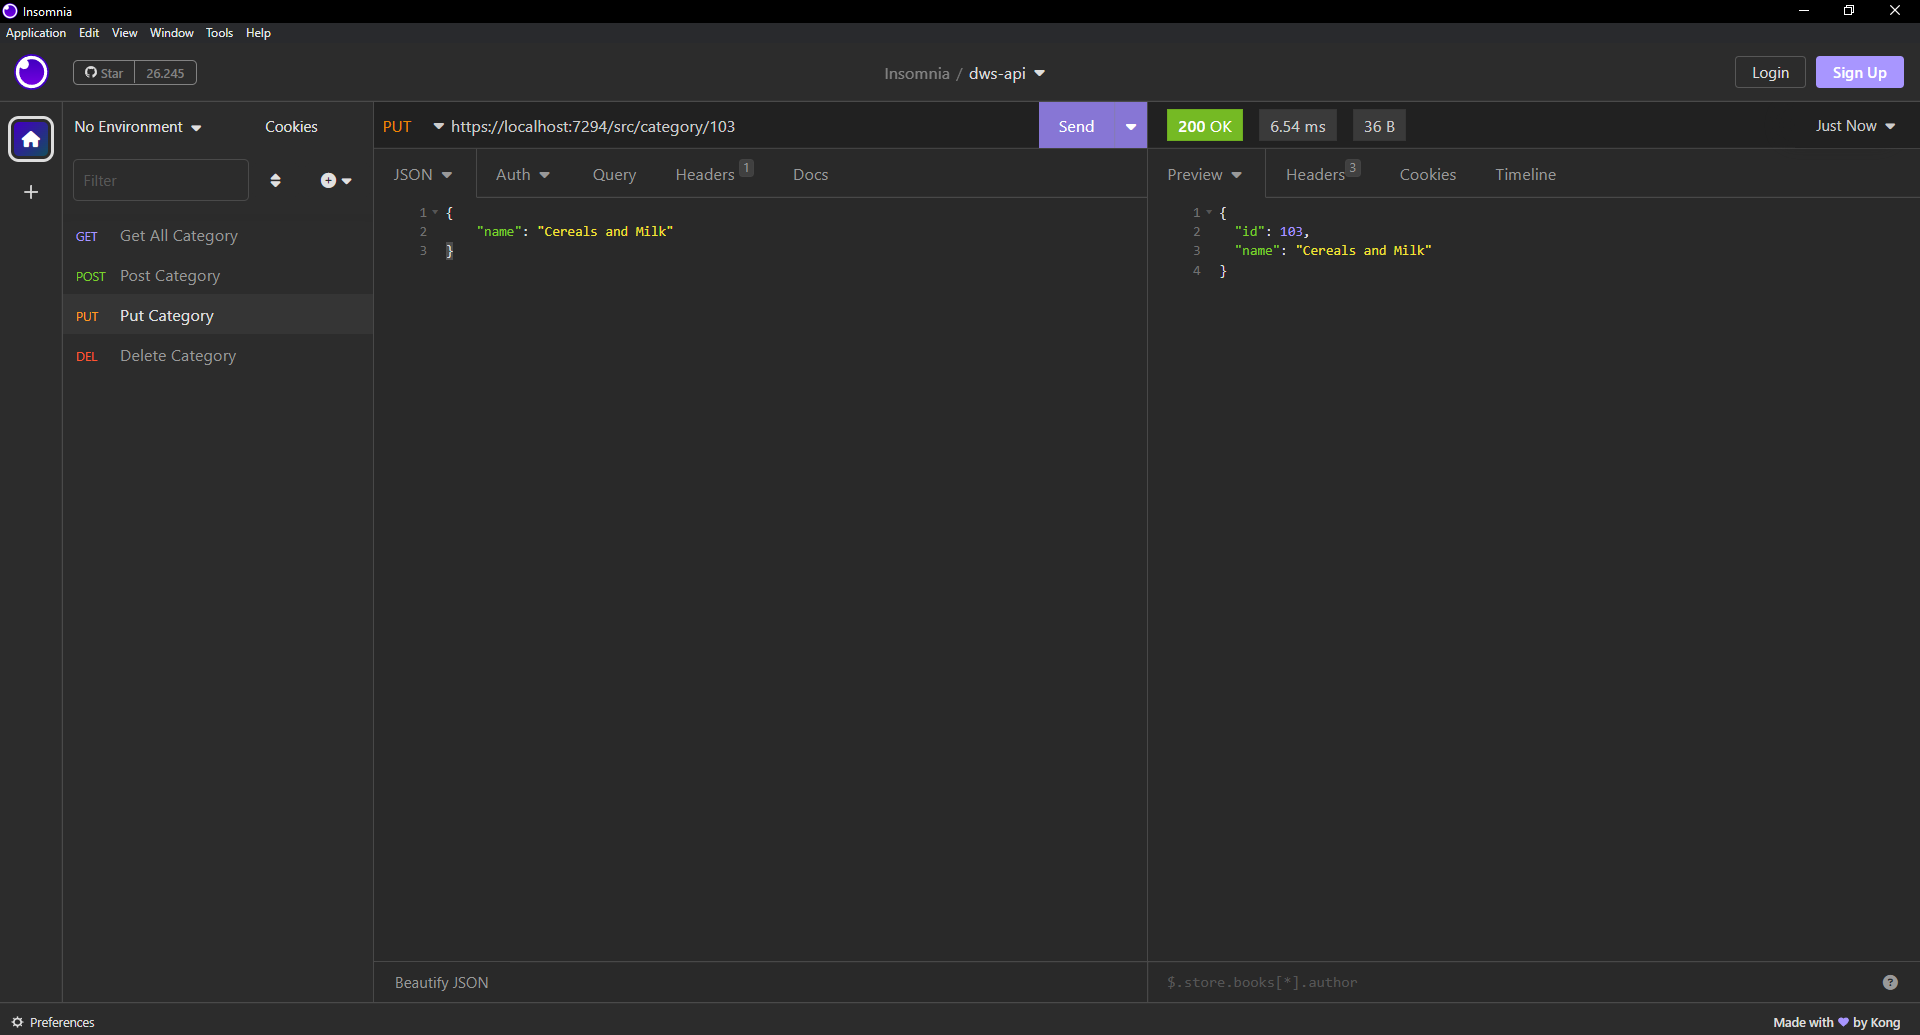 Insomnia
Application Edit View Window Tools Help
Star 26.245
Insomnia / dws-api
Login Sign Up
No Environment Cookies
PUT https://localhost:7294/src/category/103 Send
200 OK 6.54 ms 36 B Just Now
Filter
JSON Auth Query Headers 1 Docs
Preview Headers 3 Cookies Timeline
GET Get All Category
POST Post Category
PUT Put Category
DEL Delete Category
1 {
2 "name": "Cereals and Milk"
3 }
1 {
2 "id": 103,
3 "name": "Cereals and Milk"
4 }
Beautify JSON
$.store.books[*].author ?
Preferences
Made with 💜 by Kong